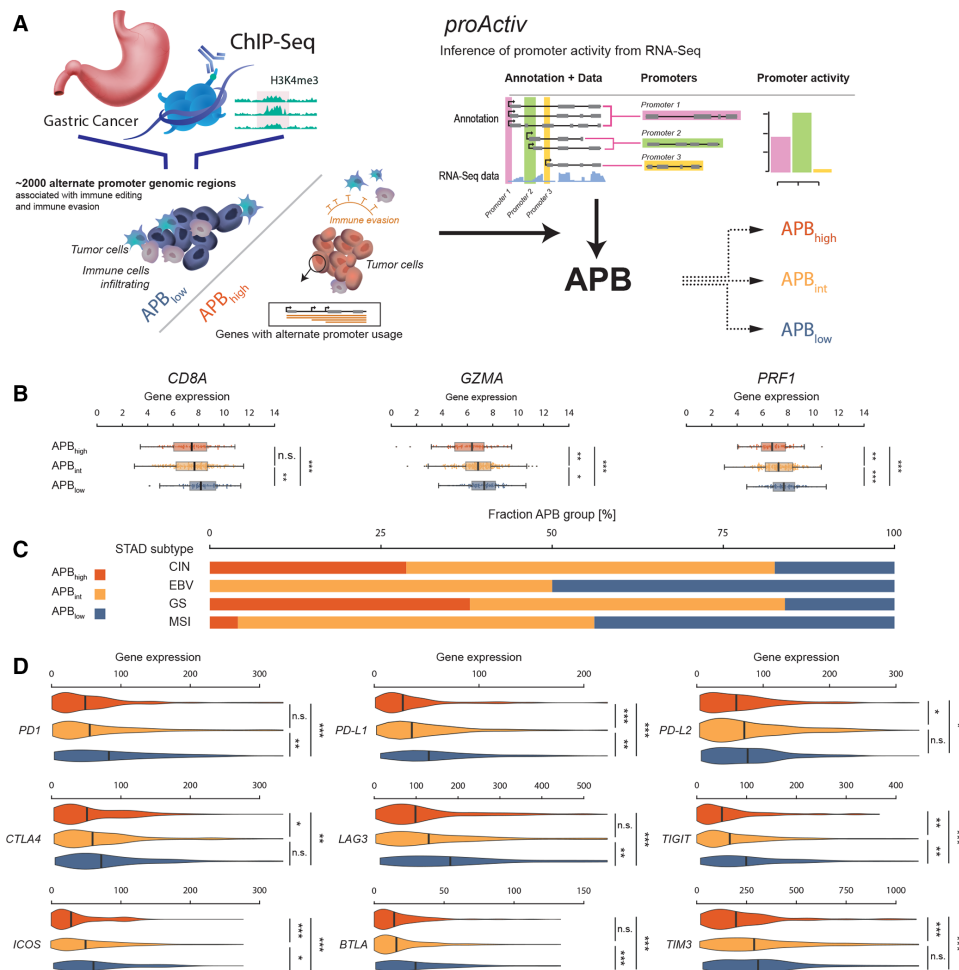 A
ChIP-Seq
H3K4me3
Gastric Cancer
~2000 alternate promoter genomic regions
associated with immune editing
and immune evasion
Immune evasion
Tumor cells
Immune cells
infiltrating
Tumor cells
APBlow
APBhigh
Genes with alternate promoter usage
proActiv
Inference of promoter activity from RNA-Seq
Annotation + Data
Promoters
Promoter activity
Annotation
Promoter 1
Promoter 2
Promoter 3
RNA-Seq data
Promoter 1
Promoter 2
Promoter 3
APB
APBhigh
APBint
APBlow
B
CD8A
Gene expression
0 2 4 6 8 10 12 14
APBhigh
APBint
APBlow
n.s.
**
***
GZMA
Gene expression
0 2 4 6 8 10 12 14
**
*
***
PRF1
Gene expression
0 2 4 6 8 10 12 14
**
***
***
C
Fraction APB group [%]
0 25 50 75 100
STAD subtype
APBhigh
APBint
APBlow
CIN
EBV
GS
MSI
D
Gene expression
0 100 200 300
PD1
n.s.
**
***
Gene expression
0 100 200
PD-L1
***
**
***
Gene expression
0 100 200 300
PD-L2
*
n.s.
0 100 200 300
CTLA4
*
n.s.
**
0 100 200 300 400 500
LAG3
n.s.
**
***
0 100 200 300 400
TIGIT
**
**
***
0 100 200 300
ICOS
***
*
***
0 50 100 150
BTLA
n.s.
***
***
0 250 500 750 1000
TIM3
***
n.s.
***